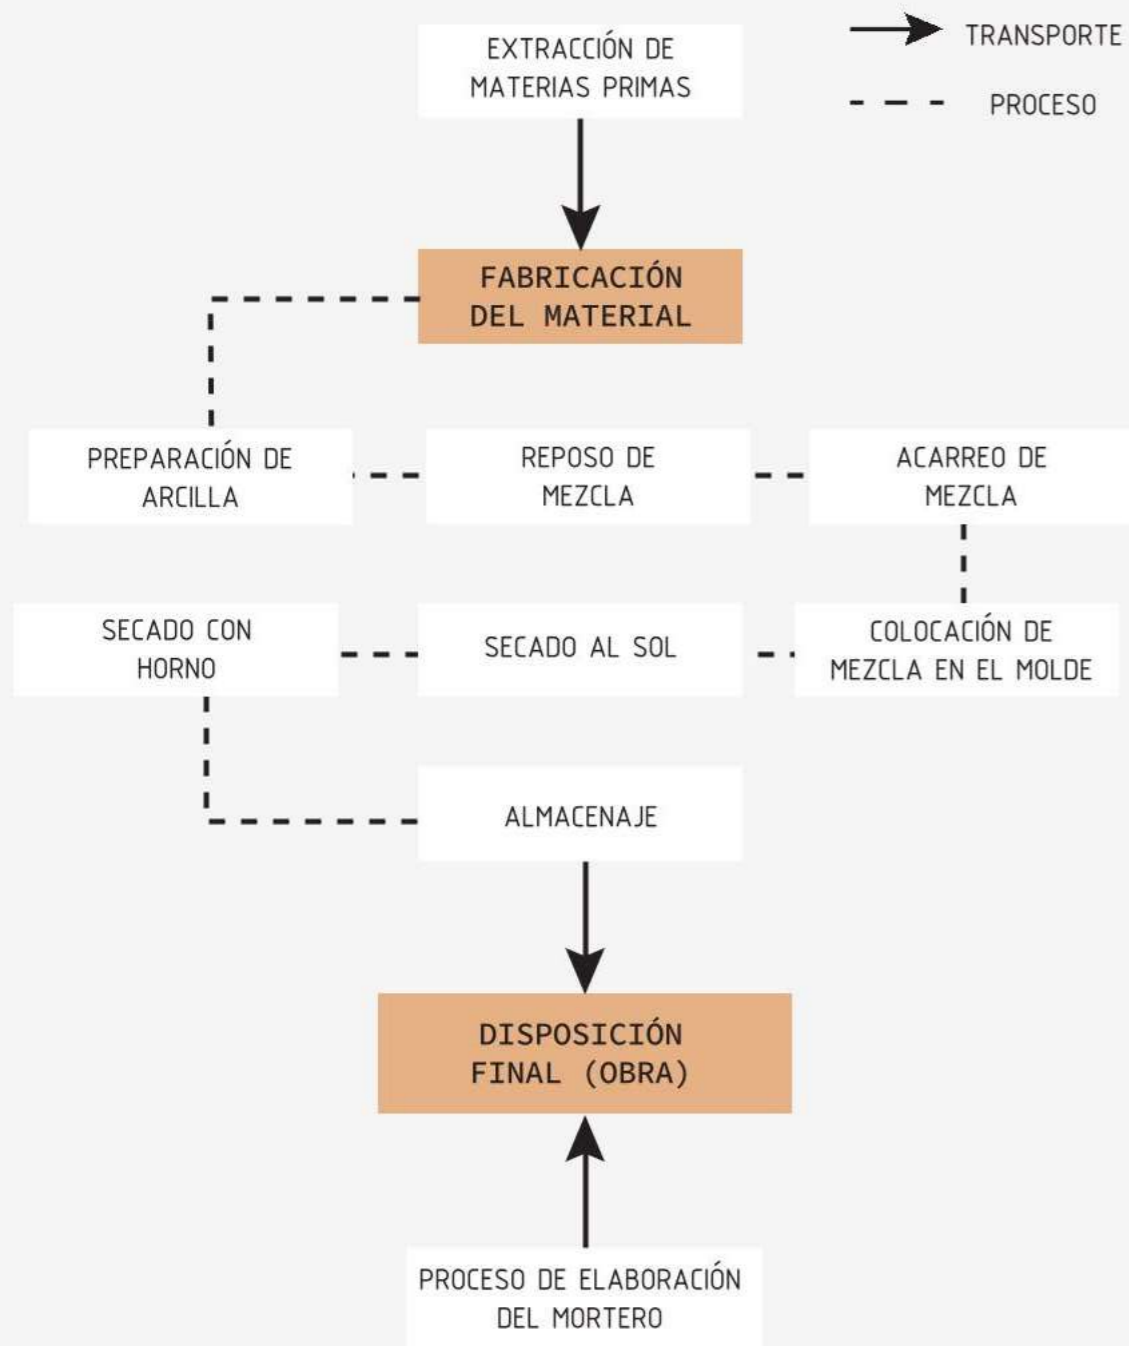 EXTRACCIÓN DE
MATERIAS PRIMAS
TRANSPORTE
PROCESO
FABRICACIÓN
DEL MATERIAL
PREPARACIÓN DE
ARCILLA
REPOSO DE
MEZCLA
ACARREO DE
MEZCLA
SECADO CON
HORNO
SECADO AL SOL
COLOCACIÓN DE
MEZCLA EN EL MOLDE
ALMACENAJE
DISPOSICIÓN
FINAL (OBRA)
PROCESO DE ELABORACIÓN
DEL MORTERO